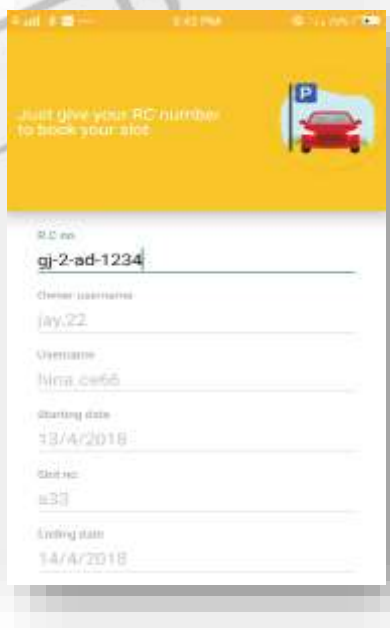 Just give your RC number
to book your slot
P
R.C no
gj-2-ad-1234
Owner username
jay.22
Username
hina.ce66
Starting date
13/4/2018
Slot no
a33
Ending date
14/4/2018